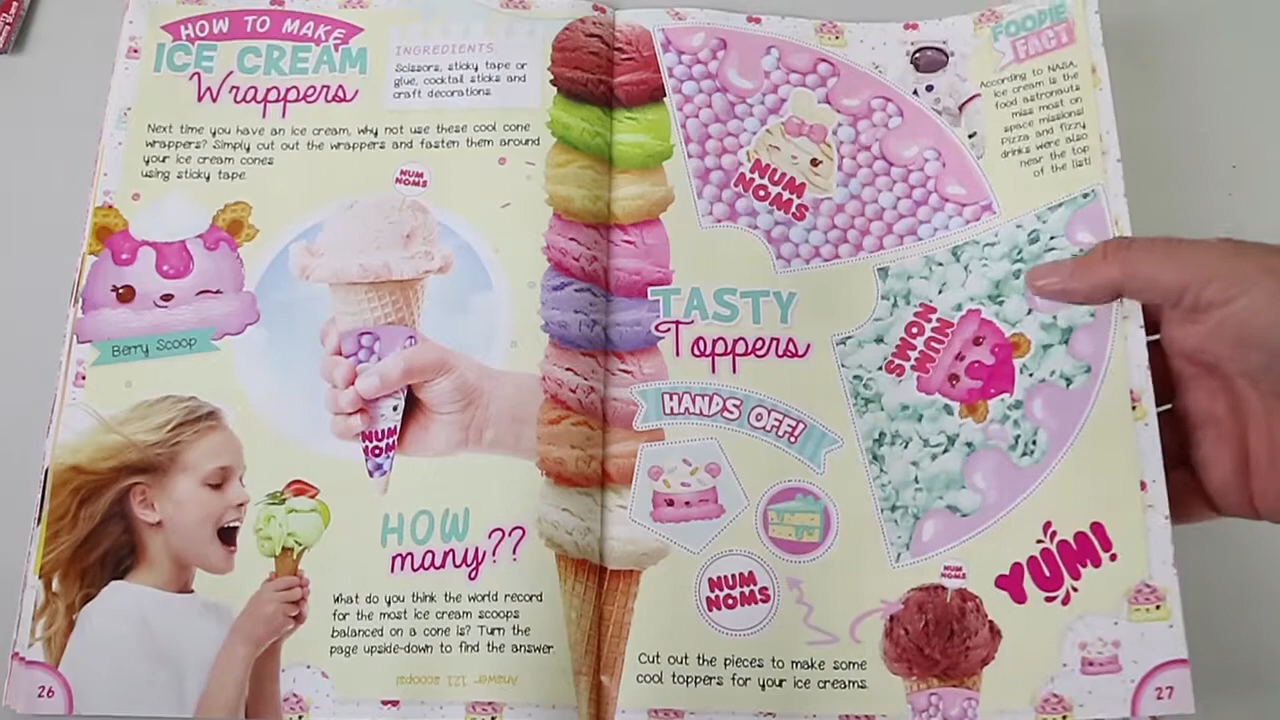 HOW TO MAKE
ICE CREAM
Wrappers
INGREDIENTS
Scissors, sticky tape or
glue, cocktail sticks and
craft decorations.
Next time you have an ice cream, why not use these cool cone
wrappers? Simply cut out the wrappers and fasten them around
your ice cream cones
using sticky tape.
NUM
NOMS
Berry Scoop
NUM
NOMS
HOW
many??
What do you think the world record
for the most ice cream scoops
balanced on a cone is? Turn the
page upside-down to find the answer.
Answer: 121 scoops!
26
NUM
NOMS
FOODIE
FACT
According to NASA,
ice cream is the
food astronauts
miss most on
space missions!
Pizza and fizzy
drinks were also
near the top
of the list!
NUM
NOMS
TASTY
Toppers
HANDS OFF!
NUM
NOMS
NUM
NOMS
YUM!
Cut out the pieces to make some
cool toppers for your ice creams.
27